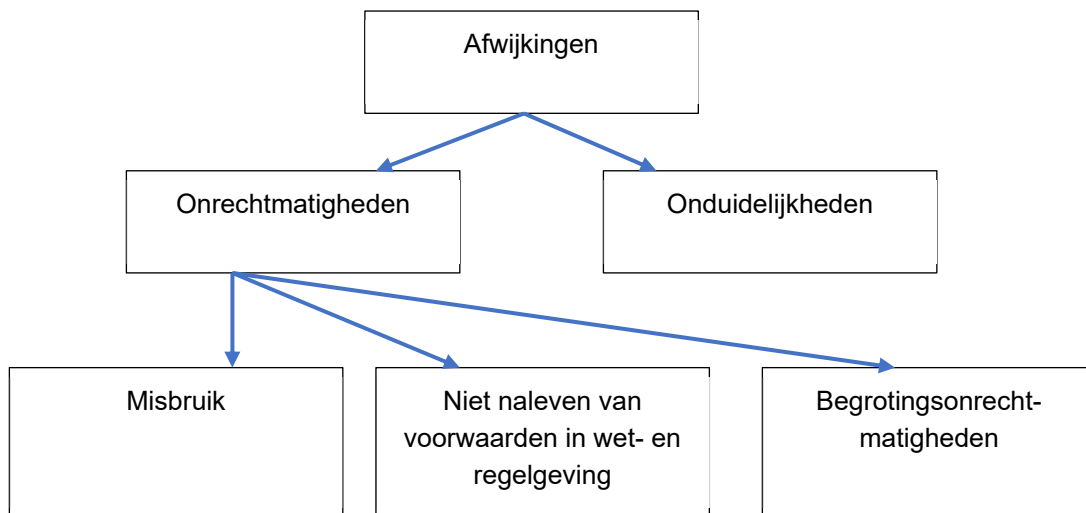 Afwijkingen
Onrechtmatigheden
Onduidelijkheden
Misbruik
Niet naleven van
voorwaarden in wet- en
regelgeving
Begrotingsonrecht-
matigheden